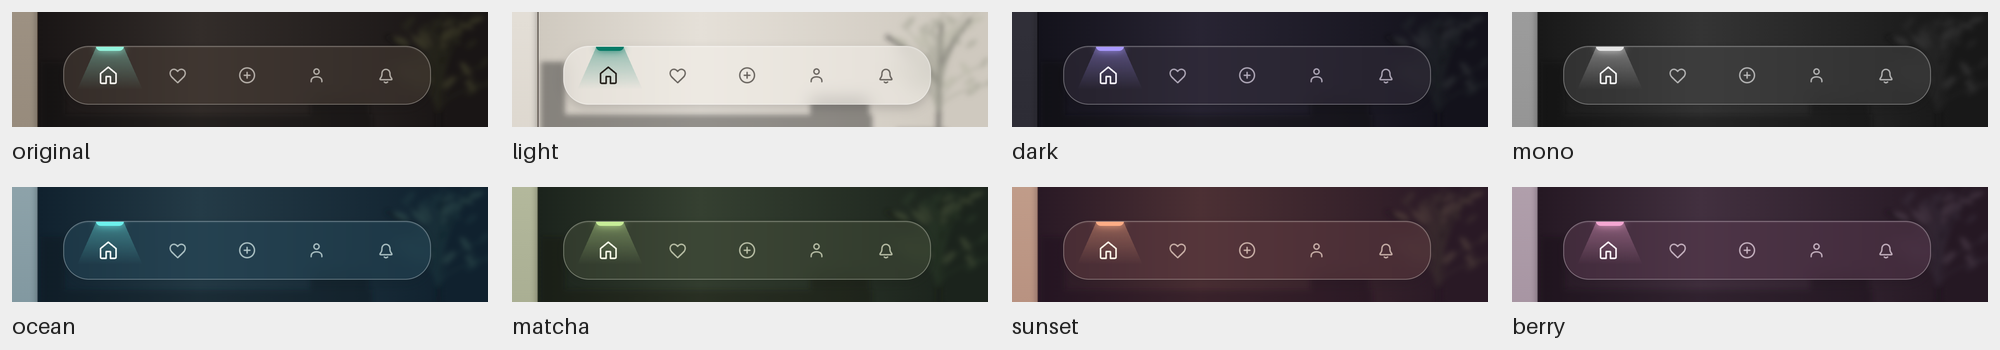 original
light
dark
mono
ocean
matcha
sunset
berry